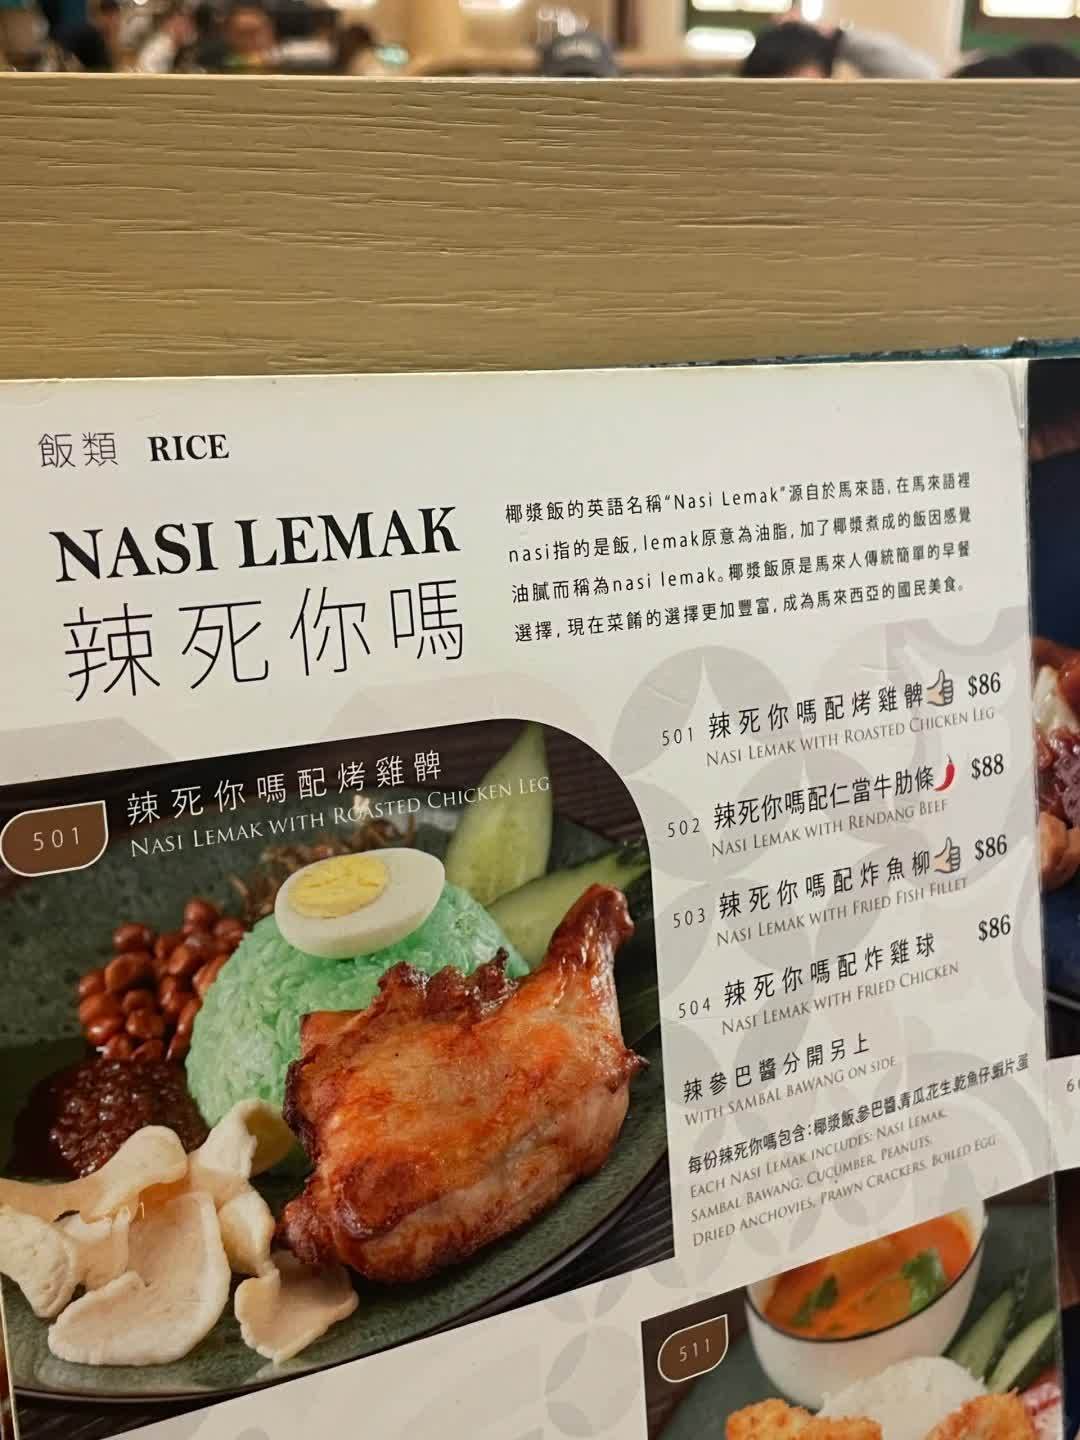 飯類 RICE
NASI LEMAK
辣死你嗎
椰漿飯的英語名稱“Nasi Lemak”源自於馬來語, 在馬來語裡
nasi指的是飯, lemak原意為油脂, 加了椰漿煮成的飯因感覺
油膩而稱為nasi lemak。椰漿飯原是馬來人傳統簡單的早餐
選擇, 現在菜餚的選擇更加豐富, 成為馬來西亞的國民美食。
501
辣死你嗎配烤雞髀
NASI LEMAK WITH ROASTED CHICKEN LEG
501 辣死你嗎配烤雞髀 $86
NASI LEMAK WITH ROASTED CHICKEN LEG
502 辣死你嗎配仁當牛肋條 $88
NASI LEMAK WITH RENDANG BEEF
503 辣死你嗎配炸魚柳 $86
NASI LEMAK WITH FRIED FISH FILLET
504 辣死你嗎配炸雞球 $86
NASI LEMAK WITH FRIED CHICKEN
辣參巴醬分開另上
WITH SAMBAL BAWANG ON SIDE
每份辣死你嗎包含: 椰漿飯,參巴醬,青瓜,花生,乾魚仔,蝦片,蛋
EACH NASI LEMAK INCLUDES: NASI LEMAK,
SAMBAL BAWANG, CUCUMBER, PEANUTS,
DRIED ANCHOVIES, PRAWN CRACKERS, BOILED EGG
501
511